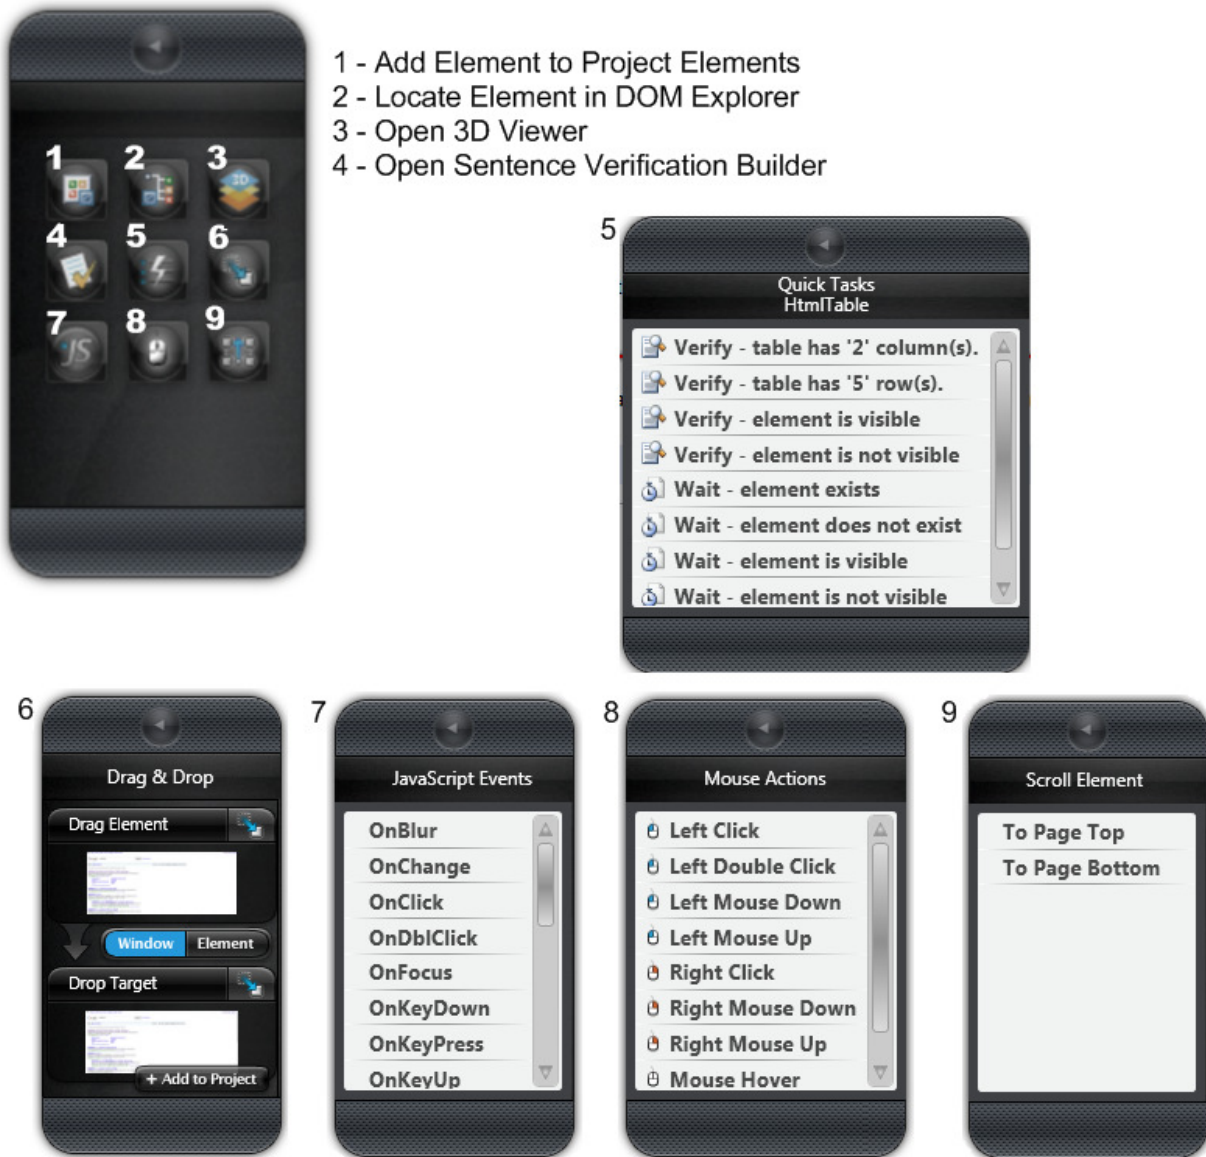 1 - Add Element to Project Elements
2 - Locate Element in DOM Explorer
3 - Open 3D Viewer
4 - Open Sentence Verification Builder
1 2 3
3D
4 5 6
7 8 9
JS
5
Quick Tasks
HtmlTable
Verify - table has '2' column(s).
Verify - table has '5' row(s).
Verify - element is visible
Verify - element is not visible
Wait - element exists
Wait - element does not exist
Wait - element is visible
Wait - element is not visible
6
Drag & Drop
Drag Element
Window Element
Drop Target
+ Add to Project
7
JavaScript Events
OnBlur
OnChange
OnClick
OnDblClick
OnFocus
OnKeyDown
OnKeyPress
OnKeyUp
8
Mouse Actions
Left Click
Left Double Click
Left Mouse Down
Left Mouse Up
Right Click
Right Mouse Down
Right Mouse Up
Mouse Hover
9
Scroll Element
To Page Top
To Page Bottom